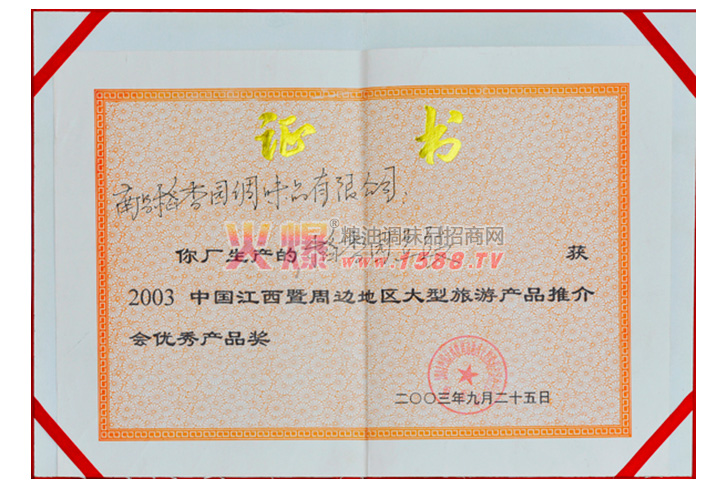 证书
南昌稻香园调味品有限公司:
你厂生产的 获
火爆®粮油调味品招商网
www.1588.TV
2003 中国江西暨周边地区大型旅游产品推介
会优秀产品奖
二〇〇三年九月二十五日